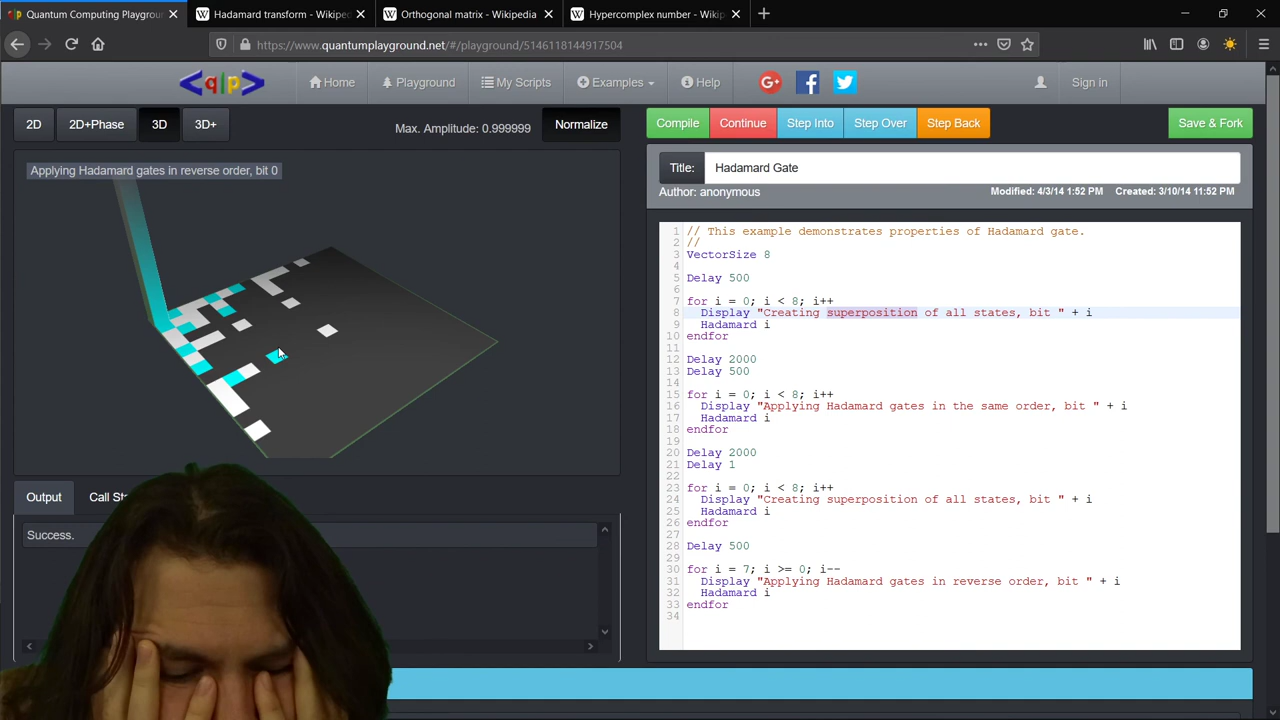 Quantum Computing Playgrou
Hadamard transform - Wikipe
Orthogonal matrix - Wikipedia
Hypercomplex number - Wikip
https://www.quantumplayground.net/#/playground/5146118144917504
<q|p>
Home
Playground
My Scripts
Examples
Help
Sign in
2D
2D+Phase
3D
3D+
Max. Amplitude: 0.999999
Normalize
Compile
Continue
Step Into
Step Over
Step Back
Save & Fork
Applying Hadamard gates in reverse order, bit 0
Title:
Hadamard Gate
Author: anonymous
Modified: 4/3/14 1:52 PM
Created: 3/10/14 11:52 PM
1 // This example demonstrates properties of Hadamard gate.
2 //
3 VectorSize 8
4
5 Delay 500
6
7 for i = 0; i < 8; i++
8 Display "Creating superposition of all states, bit " + i
9 Hadamard i
10 endfor
11
12 Delay 2000
13 Delay 500
14
15 for i = 0; i < 8; i++
16 Display "Applying Hadamard gates in the same order, bit " + i
17 Hadamard i
18 endfor
19
20 Delay 2000
21 Delay 1
22
23 for i = 0; i < 8; i++
24 Display "Creating superposition of all states, bit " + i
25 Hadamard i
26 endfor
27
28 Delay 500
29
30 for i = 7; i >= 0; i--
31 Display "Applying Hadamard gates in reverse order, bit " + i
32 Hadamard i
33 endfor
34
Output
Call Sta
Success.